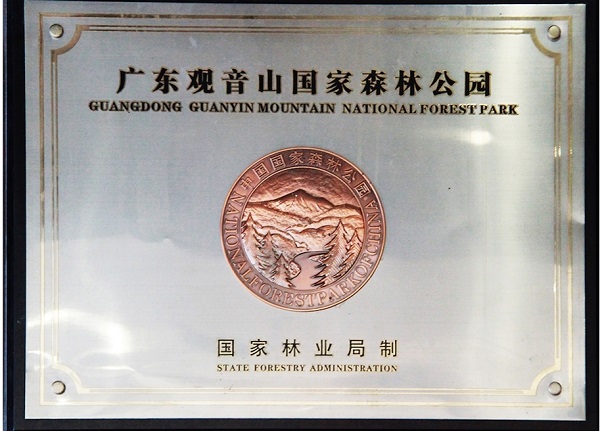 广东观音山国家森林公园
GUANGDONG GUANYIN MOUNTAIN NATIONAL FOREST PARK
中国国家森林公园
NATIONAL FOREST PARK OF CHINA
国家林业局制
STATE FORESTRY ADMINISTRATION